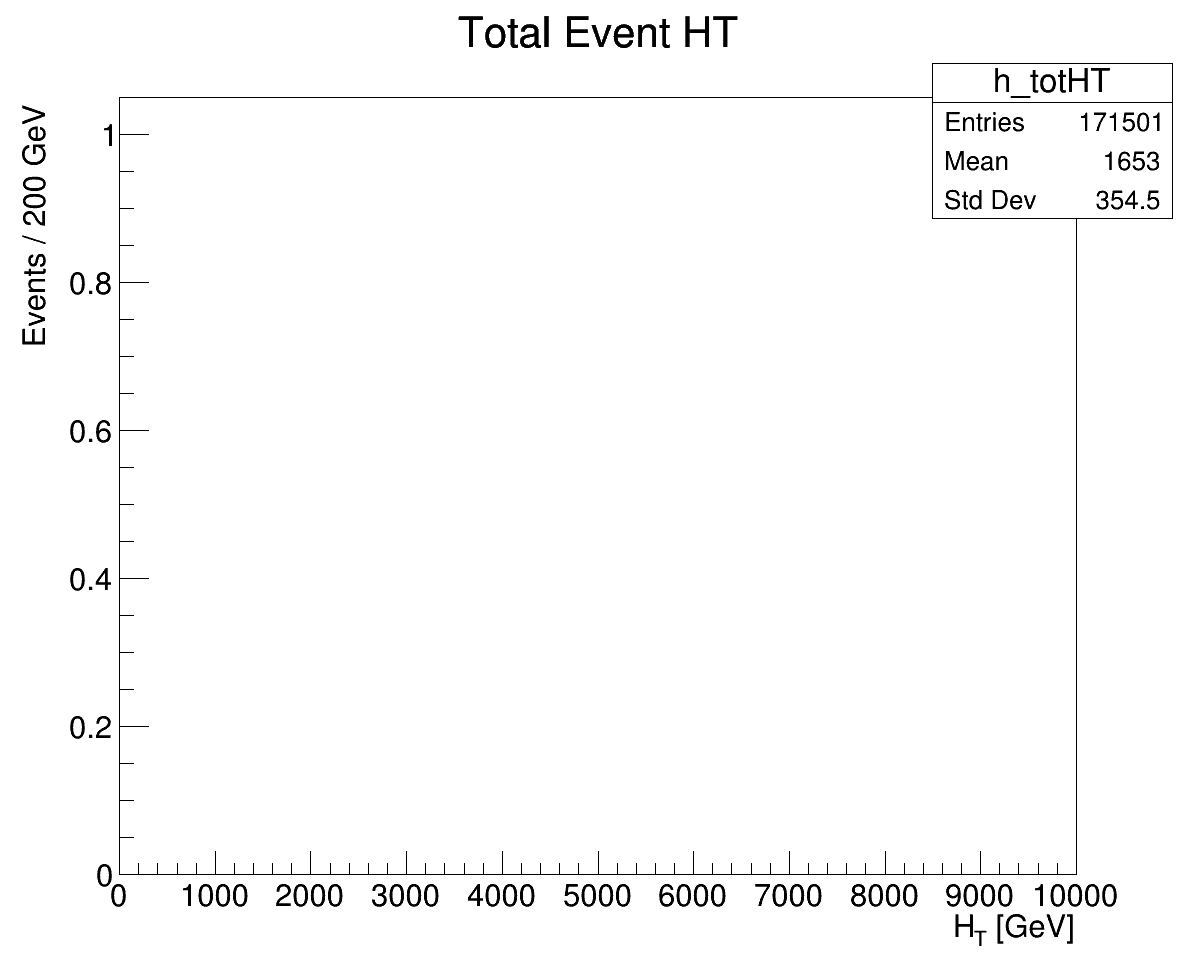 Total Event HT
h_totHT
Entries 171501
Mean 1653
Std Dev 354.5
Events / 200 GeV
1
0.8
0.6
0.4
0.2
0
0 1000 2000 3000 4000 5000 6000 7000 8000 9000 10000
H_T [GeV]